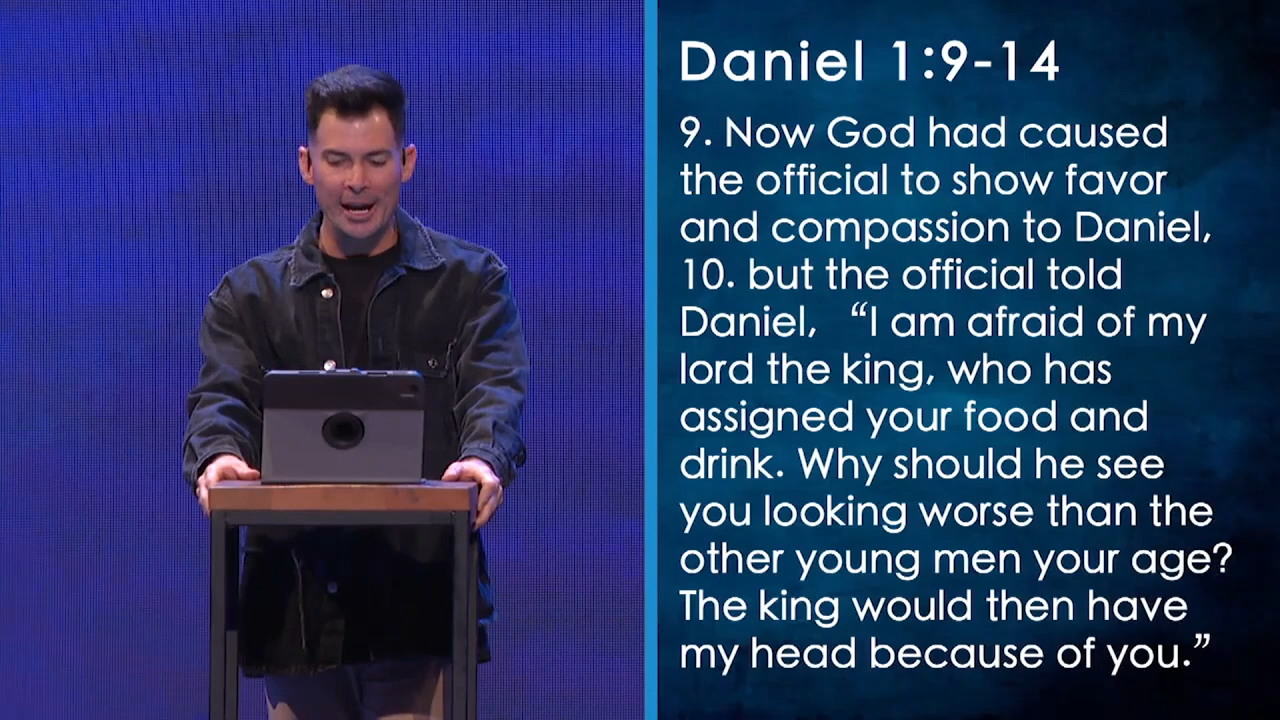 Daniel 1:9-14
9. Now God had caused
the official to show favor
and compassion to Daniel,
10. but the official told
Daniel, “I am afraid of my
lord the king, who has
assigned your food and
drink. Why should he see
you looking worse than the
other young men your age?
The king would then have
my head because of you.”